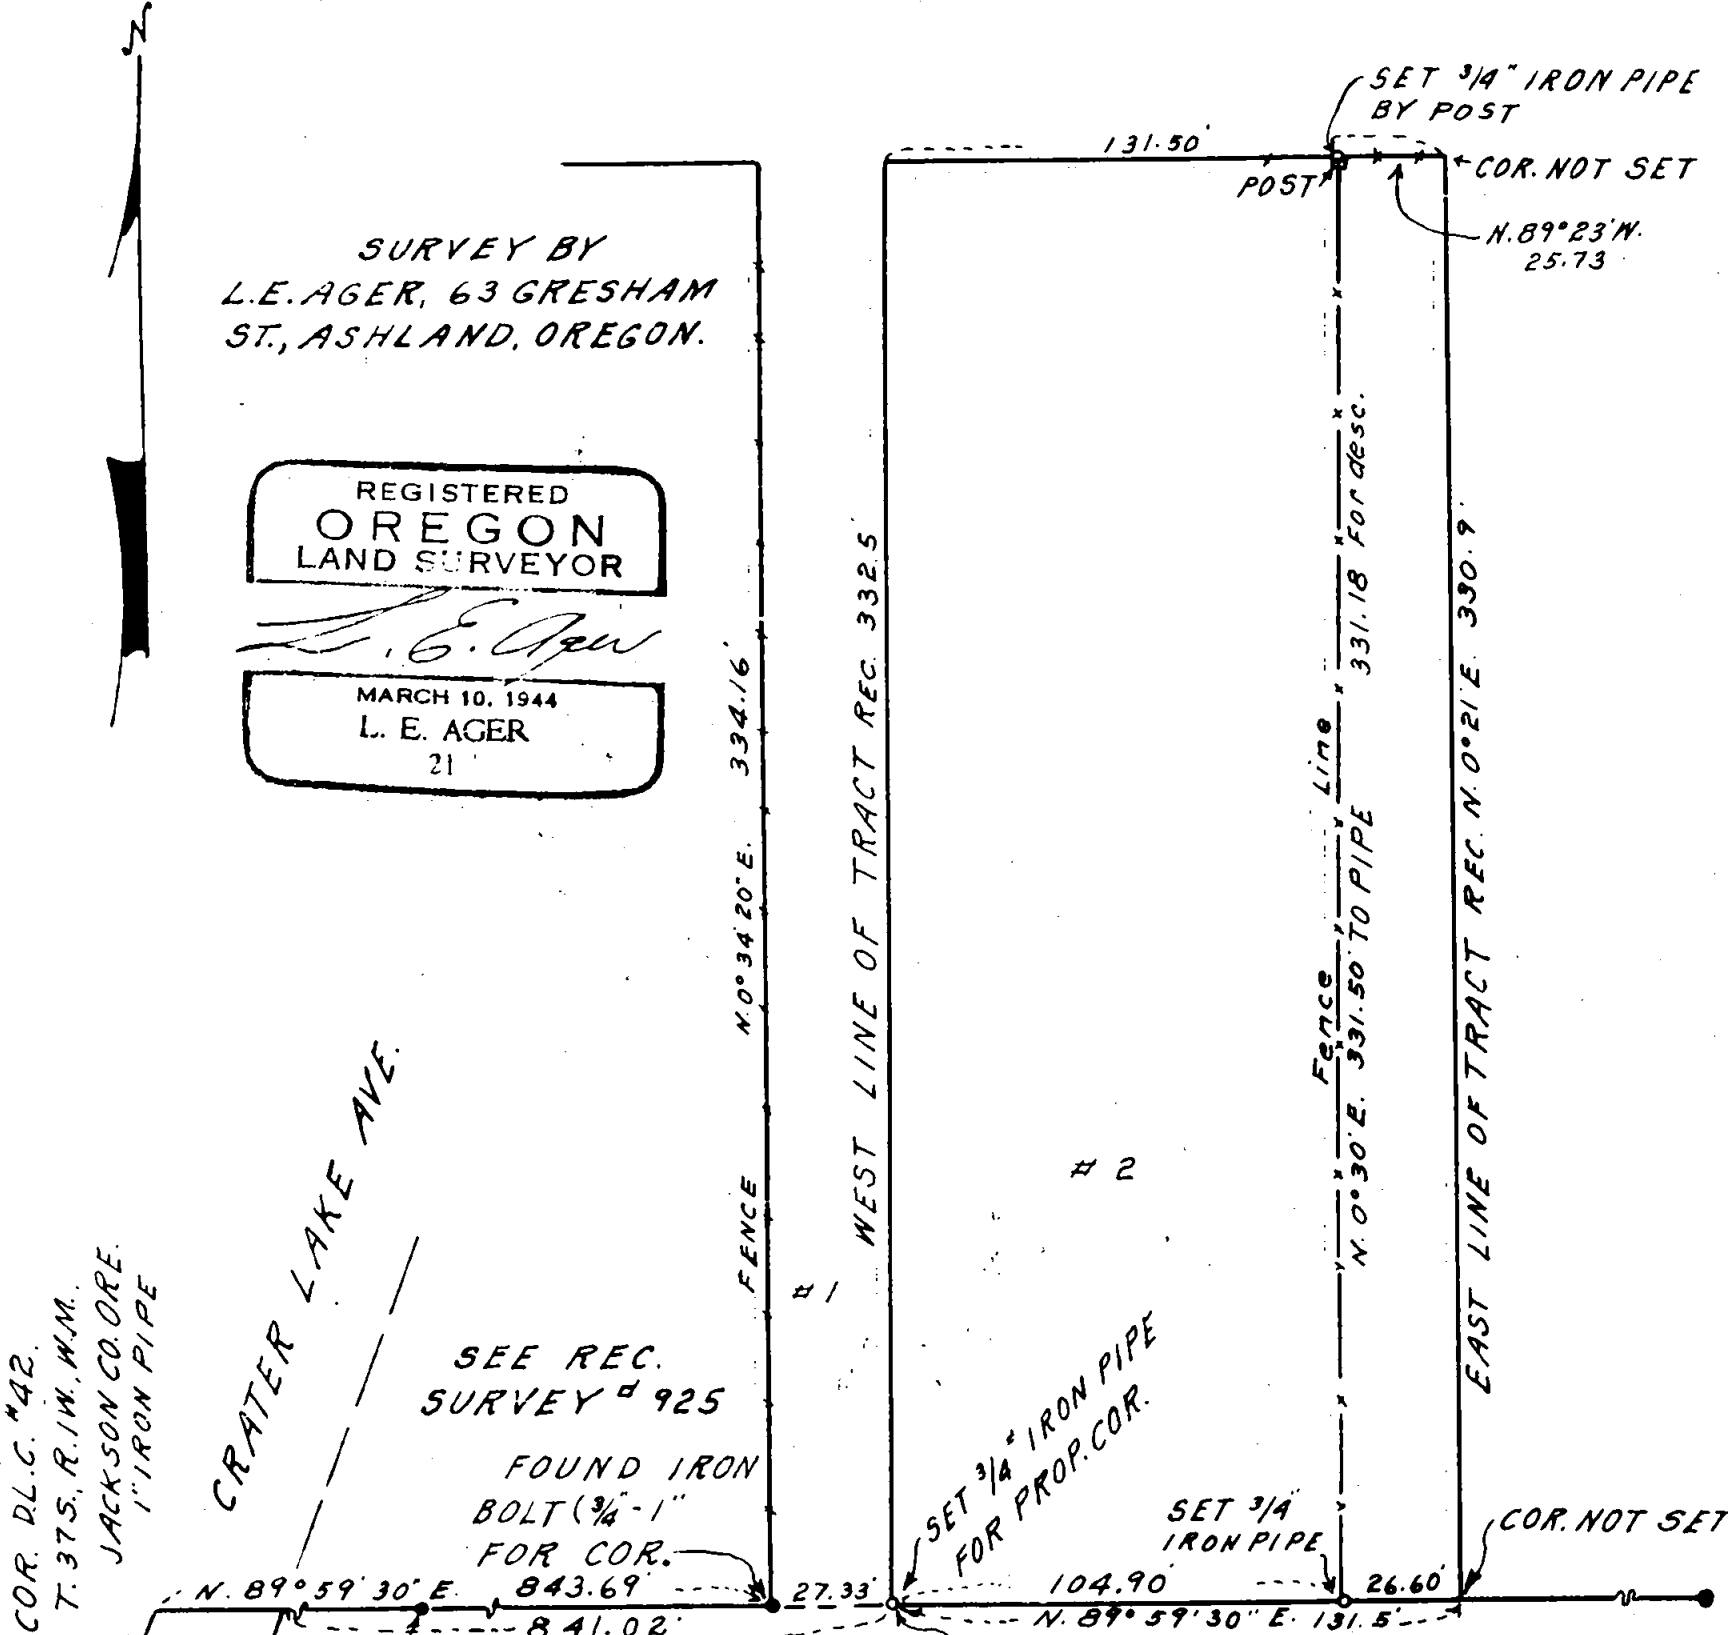 N
SET 3/4" IRON PIPE
BY POST
131.50'
POST
COR. NOT SET
N. 89° 23' W.
25.73
SURVEY BY
L.E. AGER, 63 GRESHAM
ST., ASHLAND, OREGON.
REGISTERED
OREGON
LAND SURVEYOR
L. E. Ager
MARCH 10, 1944
L. E. AGER
21
N. 0° 34' 20" E. 334.16'
FENCE
WEST LINE OF TRACT REC. 332.5'
Fence Line
331.18 For desc.
N. 0° 30' E. 331.50' TO PIPE
EAST LINE OF TRACT REC. N. 0° 21' E. 330.9'
# 2
# 1
CRATER LAKE AVE.
COR. D.L.C. #42.
T. 37 S., R. 1 W., W.M.
JACKSON CO. ORE.
1" IRON PIPE
SEE REC.
SURVEY # 925
FOUND IRON
BOLT (3/4" - 1"
FOR COR.
SET 3/4" IRON PIPE
FOR PROP. COR.
SET 3/4"
IRON PIPE
COR. NOT SET
N. 89° 59' 30" E. 843.69'
27.33'
104.90'
26.60'
841.02'
N. 89° 59' 30" E. 131.5'